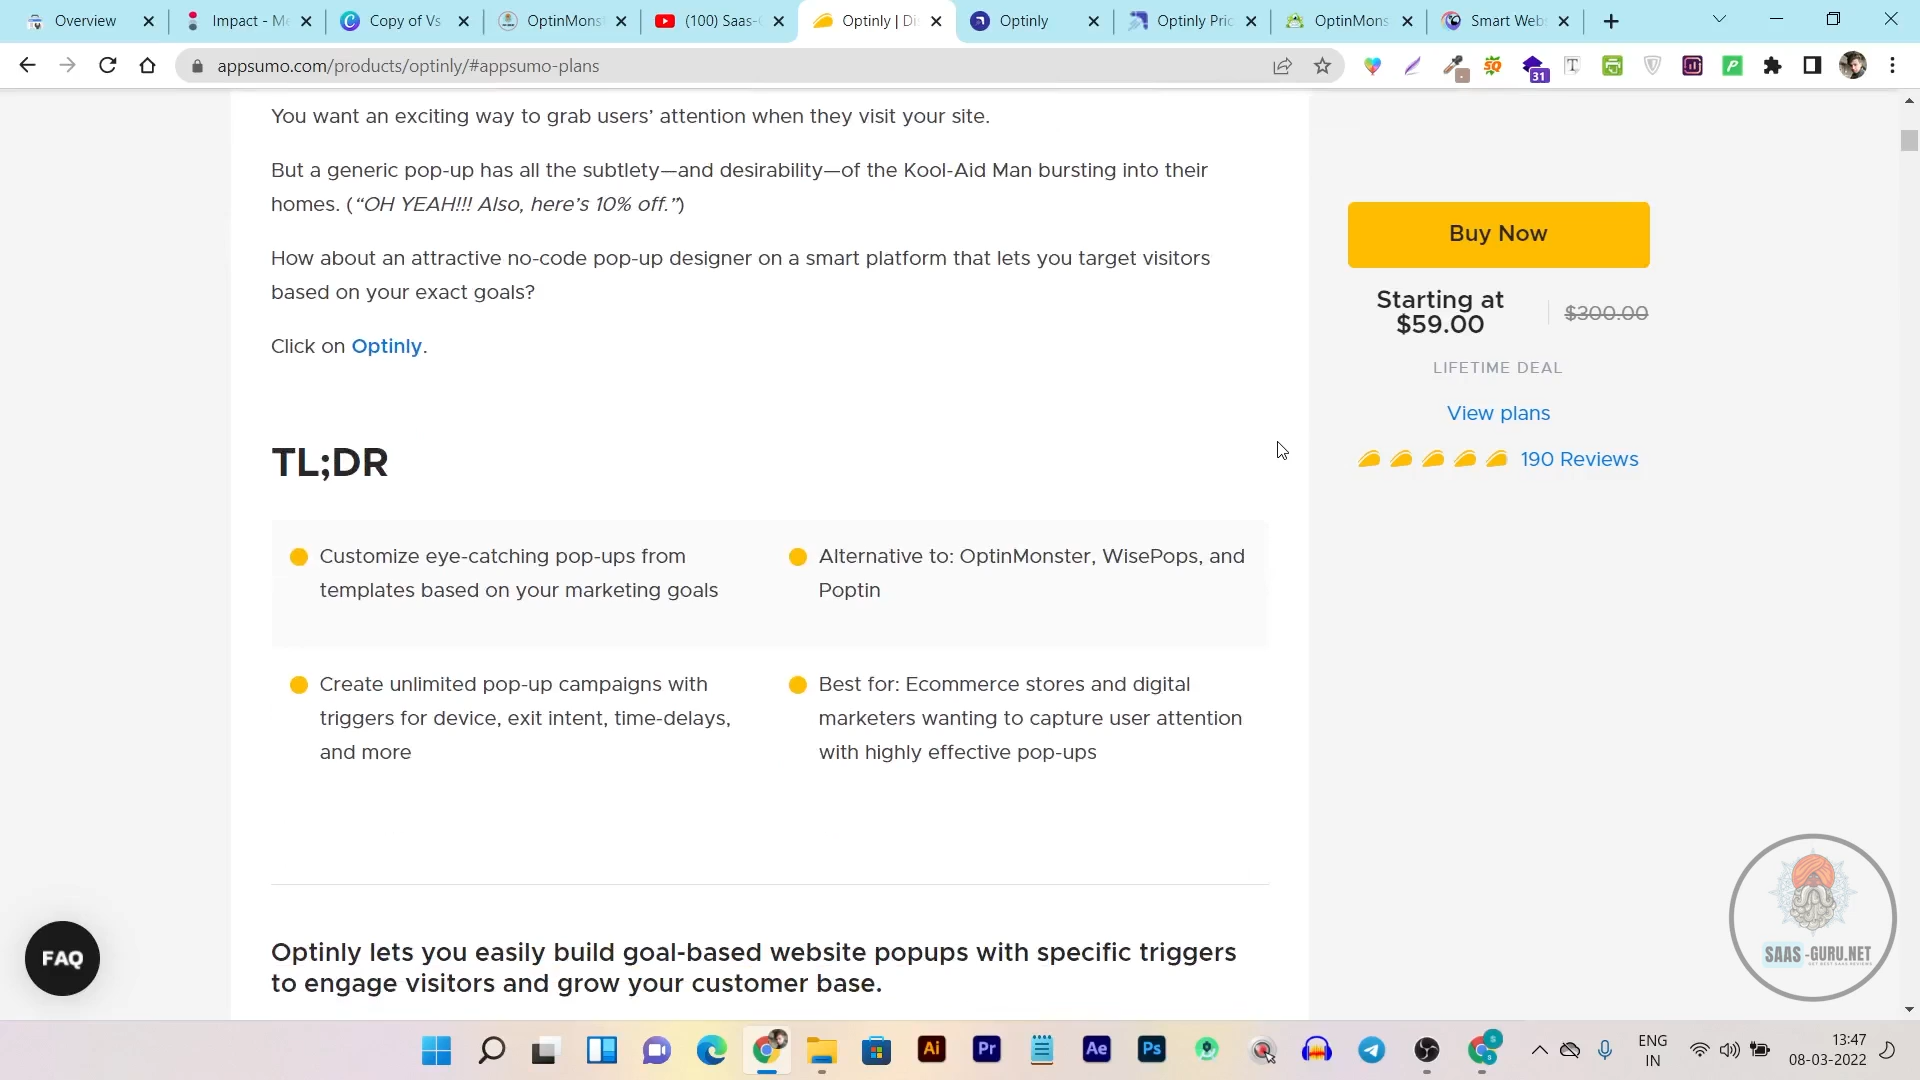 Overview
Impact - Me
Copy of Vs
OptinMonst
(100) Saas-G
Optinly | Di
Optinly
Optinly Pric
OptinMons
Smart Webs
appsumo.com/products/optinly/#appsumo-plans
31
You want an exciting way to grab users’ attention when they visit your site.
But a generic pop-up has all the subtlety—and desirability—of the Kool-Aid Man bursting into their
homes. (“OH YEAH!!! Also, here’s 10% off.”)
How about an attractive no-code pop-up designer on a smart platform that lets you target visitors
based on your exact goals?
Click on Optinly.
Buy Now
Starting at
$59.00
$300.00
LIFETIME DEAL
View plans
190 Reviews
TL;DR
Customize eye-catching pop-ups from
templates based on your marketing goals
Alternative to: OptinMonster, WisePops, and
Poptin
Create unlimited pop-up campaigns with
triggers for device, exit intent, time-delays,
and more
Best for: Ecommerce stores and digital
marketers wanting to capture user attention
with highly effective pop-ups
Optinly lets you easily build goal-based website popups with specific triggers
to engage visitors and grow your customer base.
FAQ
SAAS-GURU.NET
Ai
Pr
Ae
Ps
ENG
IN
13:47
08-03-2022